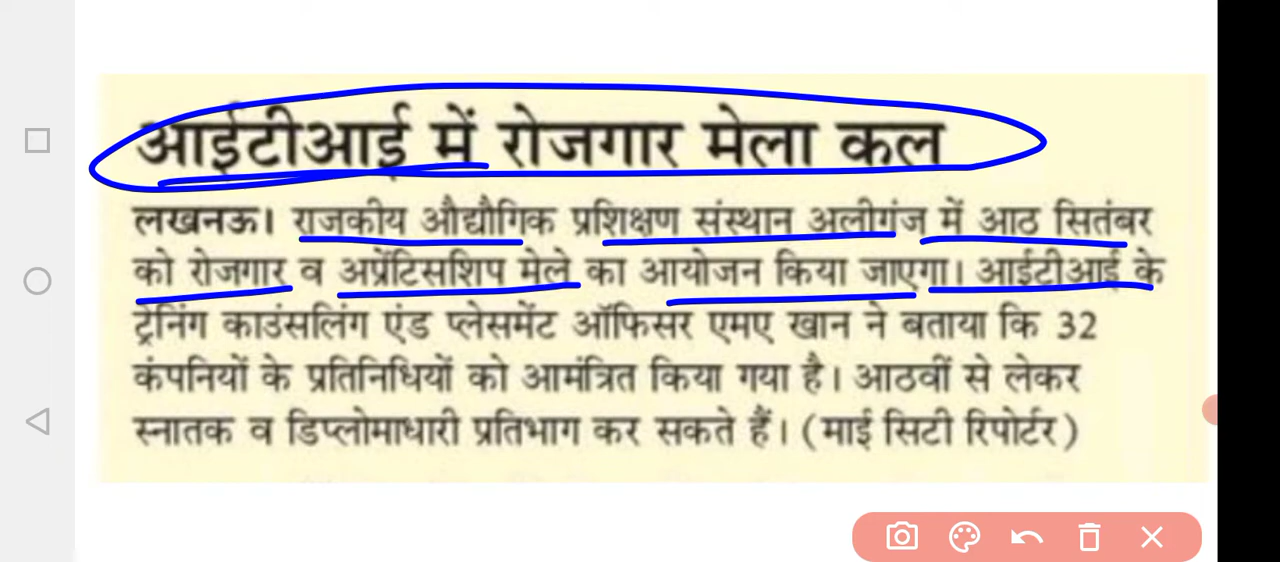 आईटीआई में रोजगार मेला कल
लखनऊ। राजकीय औद्यौगिक प्रशिक्षण संस्थान अलीगंज में आठ सितंबर
को रोजगार व अप्रेंटिसशिप मेले का आयोजन किया जाएगा। आईटीआई के
ट्रेनिंग काउंसलिंग एंड प्लेसमेंट ऑफिसर एमए खान ने बताया कि 32
कंपनियों के प्रतिनिधियों को आमंत्रित किया गया है। आठवीं से लेकर
स्नातक व डिप्लोमाधारी प्रतिभाग कर सकते हैं। (माई सिटी रिपोर्टर)